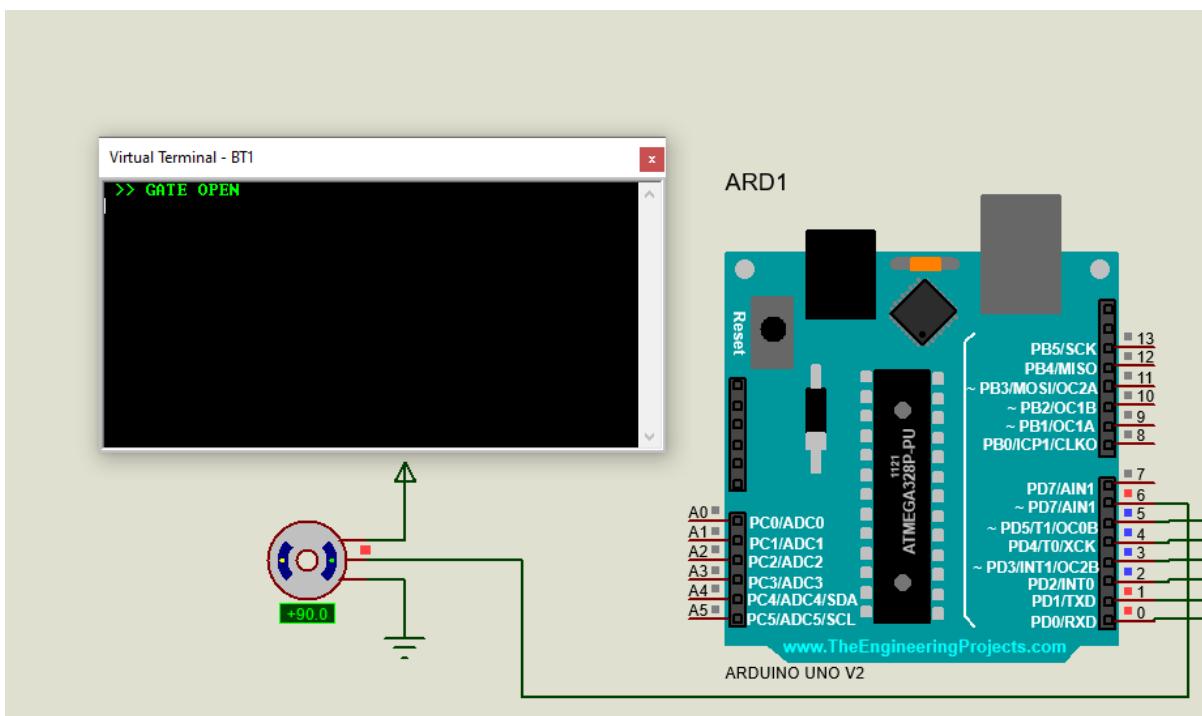 Virtual Terminal - BT1
x
>> GATE OPEN
ARD1
Reset
1121
ATMEGA328P-PU
PB5/SCK 13
PB4/MISO 12
~ PB3/MOSI/OC2A 11
~ PB2/OC1B 10
~ PB1/OC1A 9
PB0/ICP1/CLKO 8
PD7/AIN1 7
~ PD7/AIN1 6
~ PD5/T1/OC0B 5
PD4/T0/XCK 4
~ PD3/INT1/OC2B 3
PD2/INT0 2
PD1/TXD 1
PD0/RXD 0
A0 PC0/ADC0
A1 PC1/ADC1
A2 PC2/ADC2
A3 PC3/ADC3
A4 PC4/ADC4/SDA
A5 PC5/ADC5/SCL
+90.0
www.TheEngineeringProjects.com
ARDUINO UNO V2